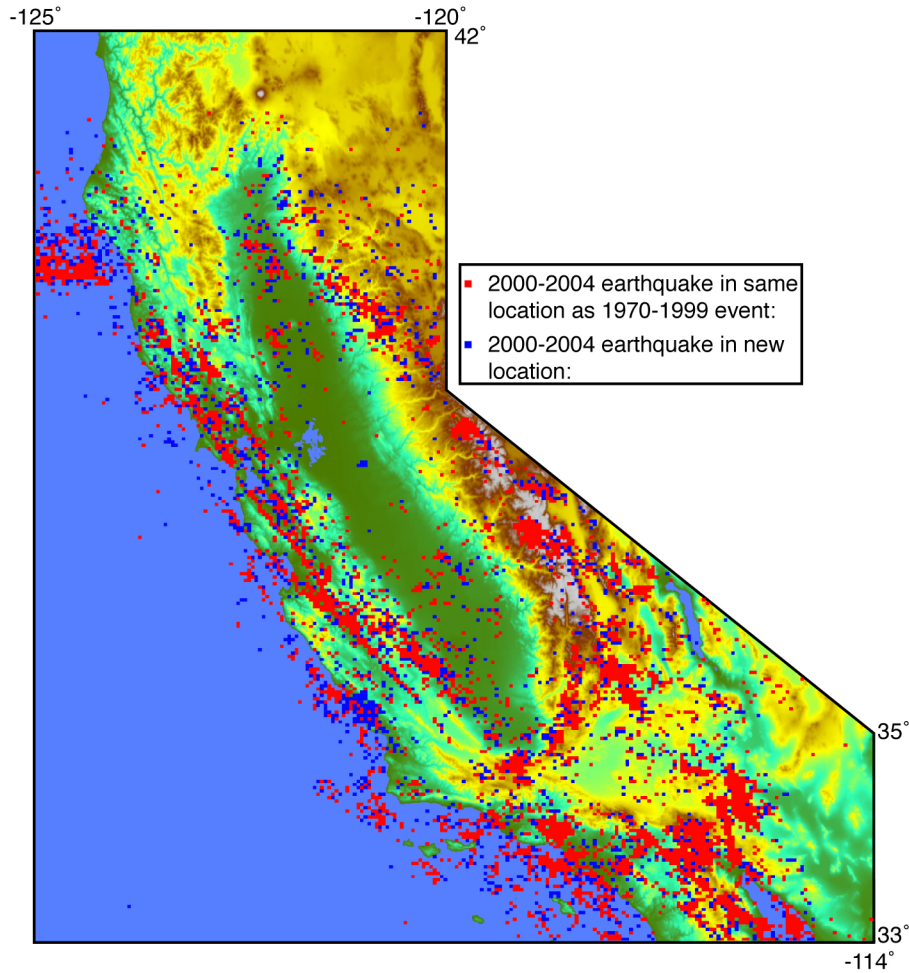 -125˚
-120˚
42˚
2000-2004 earthquake in same
location as 1970-1999 event:
2000-2004 earthquake in new
location:
35˚
33˚
-114˚